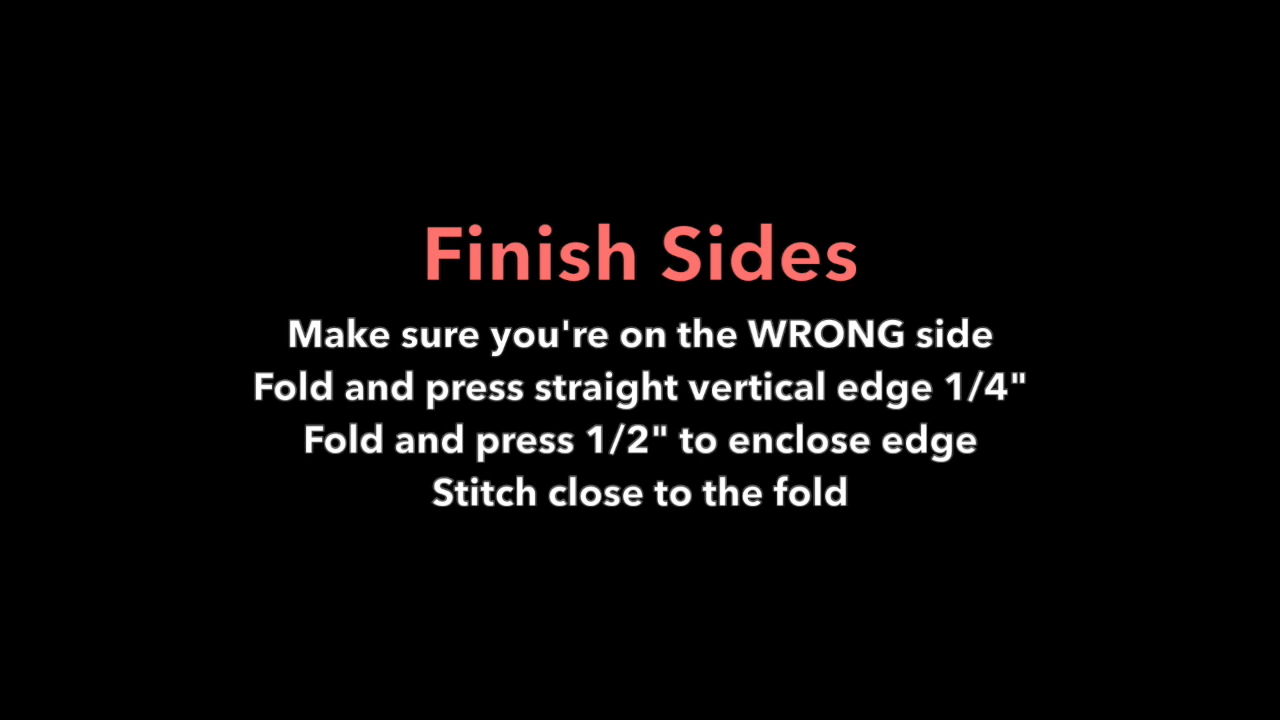 Finish Sides
Make sure you're on the WRONG side
Fold and press straight vertical edge 1/4"
Fold and press 1/2" to enclose edge
Stitch close to the fold